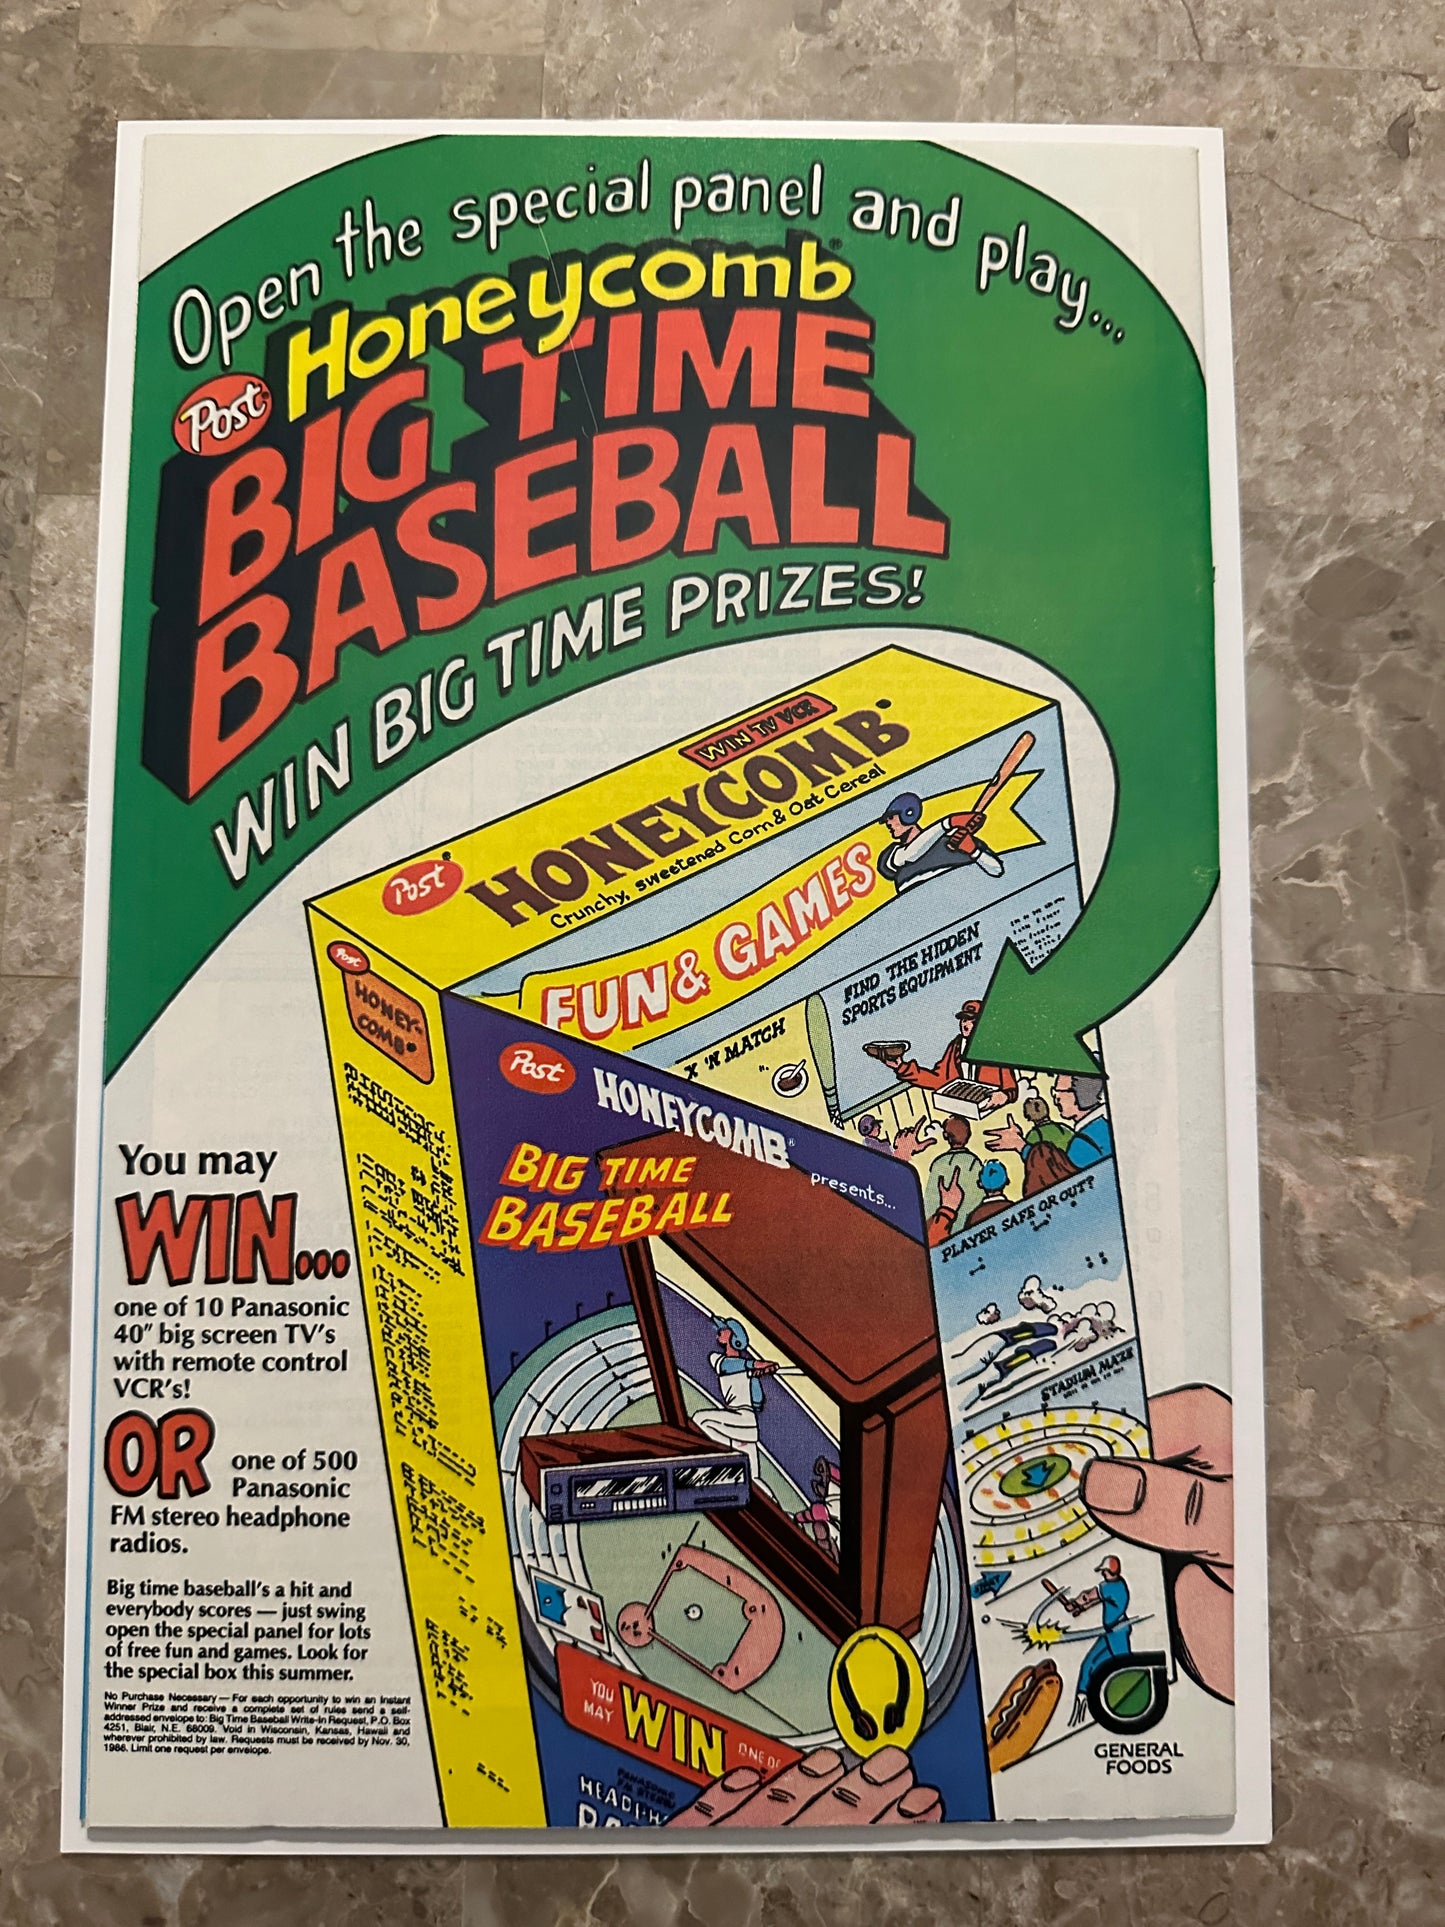 Open the special panel and play...
Post
Honeycomb®
BIG TIME
BASEBALL
WIN BIG TIME PRIZES!
WIN TV VCR
Post
HONEYCOMB
Crunchy, sweetened Corn & Oat Cereal
FUN & GAMES
FIND THE HIDDEN
SPORTS EQUIPMENT
X 'N MATCH
Post
HONEY-
COMB
Post
HONEYCOMB®
presents...
BIG TIME
BASEBALL
PLAYER SAFE OR OUT?
STADIUM MAZE
START
You may
WIN...
one of 10 Panasonic
40" big screen TV's
with remote control
VCR's!
OR one of 500
Panasonic
FM stereo headphone
radios.
Big time baseball's a hit and
everybody scores — just swing
open the special panel for lots
of free fun and games. Look for
the special box this summer.
No Purchase Necessary — For each opportunity to win an Instant
Winner Prize and receive a complete set of rules send a self-
addressed envelope to: Big Time Baseball Write-In Request, P.O. Box
4251, Blair, N.E. 68009. Void in Wisconsin, Kansas, Hawaii and
wherever prohibited by law. Requests must be received by Nov. 30,
1986. Limit one request per envelope.
YOU
MAY
WIN
ONE OF
PANASONIC
FM STEREO
HEADPH
GENERAL
FOODS